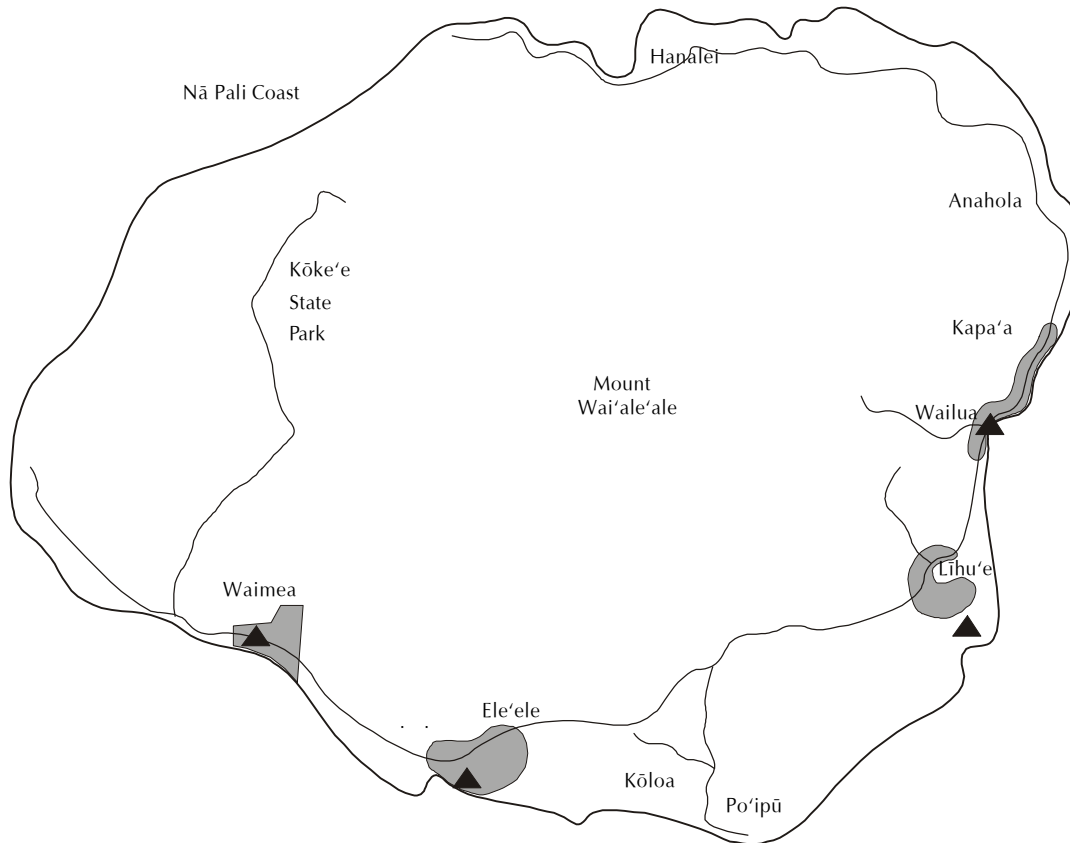 Hanalei
Nā Pali Coast
Anahola
Kōke‘e
State
Park
Kapa‘a
Mount
Wai‘ale‘ale
Wailua
Līhu‘e
Waimea
Ele‘ele
Kōloa
Po‘ipū